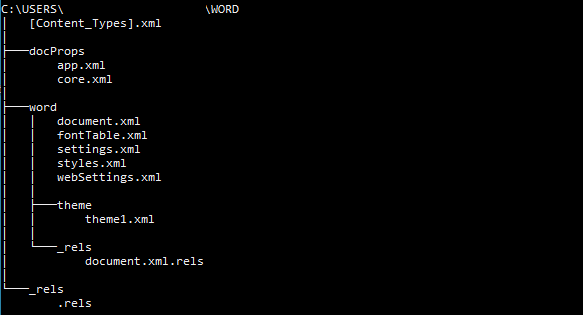 C:\USERS\ \WORD
[Content_Types].xml
docProps
app.xml
core.xml
word
document.xml
fontTable.xml
settings.xml
styles.xml
webSettings.xml
theme
theme1.xml
_rels
document.xml.rels
_rels
.rels